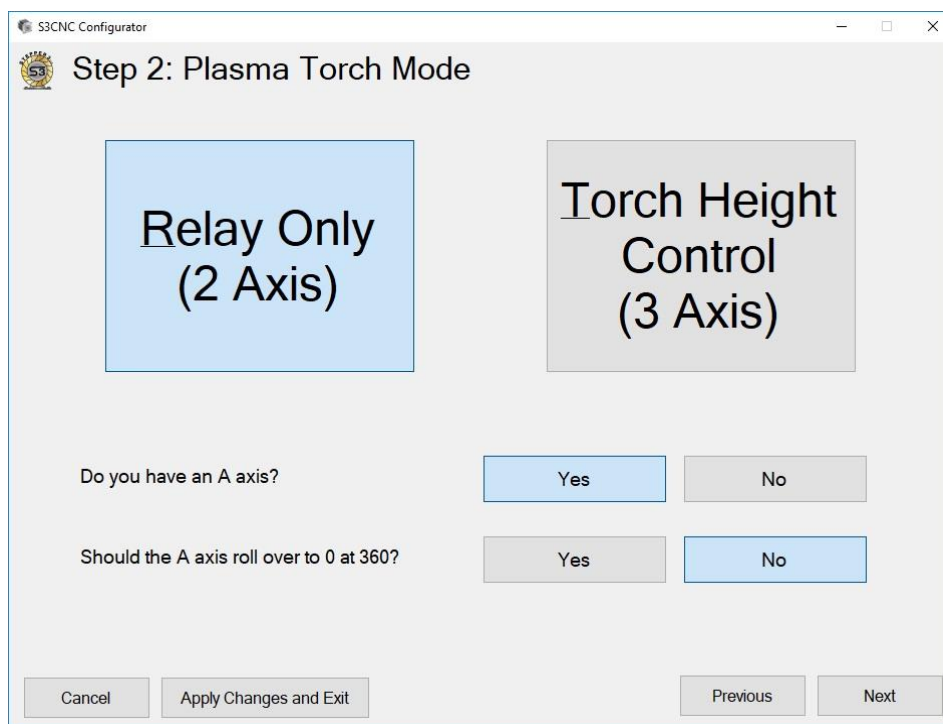 S3CNC Configurator
S3
Step 2: Plasma Torch Mode
Relay Only
(2 Axis)
Torch Height
Control
(3 Axis)
Do you have an A axis?
Yes
No
Should the A axis roll over to 0 at 360?
Yes
No
Cancel
Apply Changes and Exit
Previous
Next